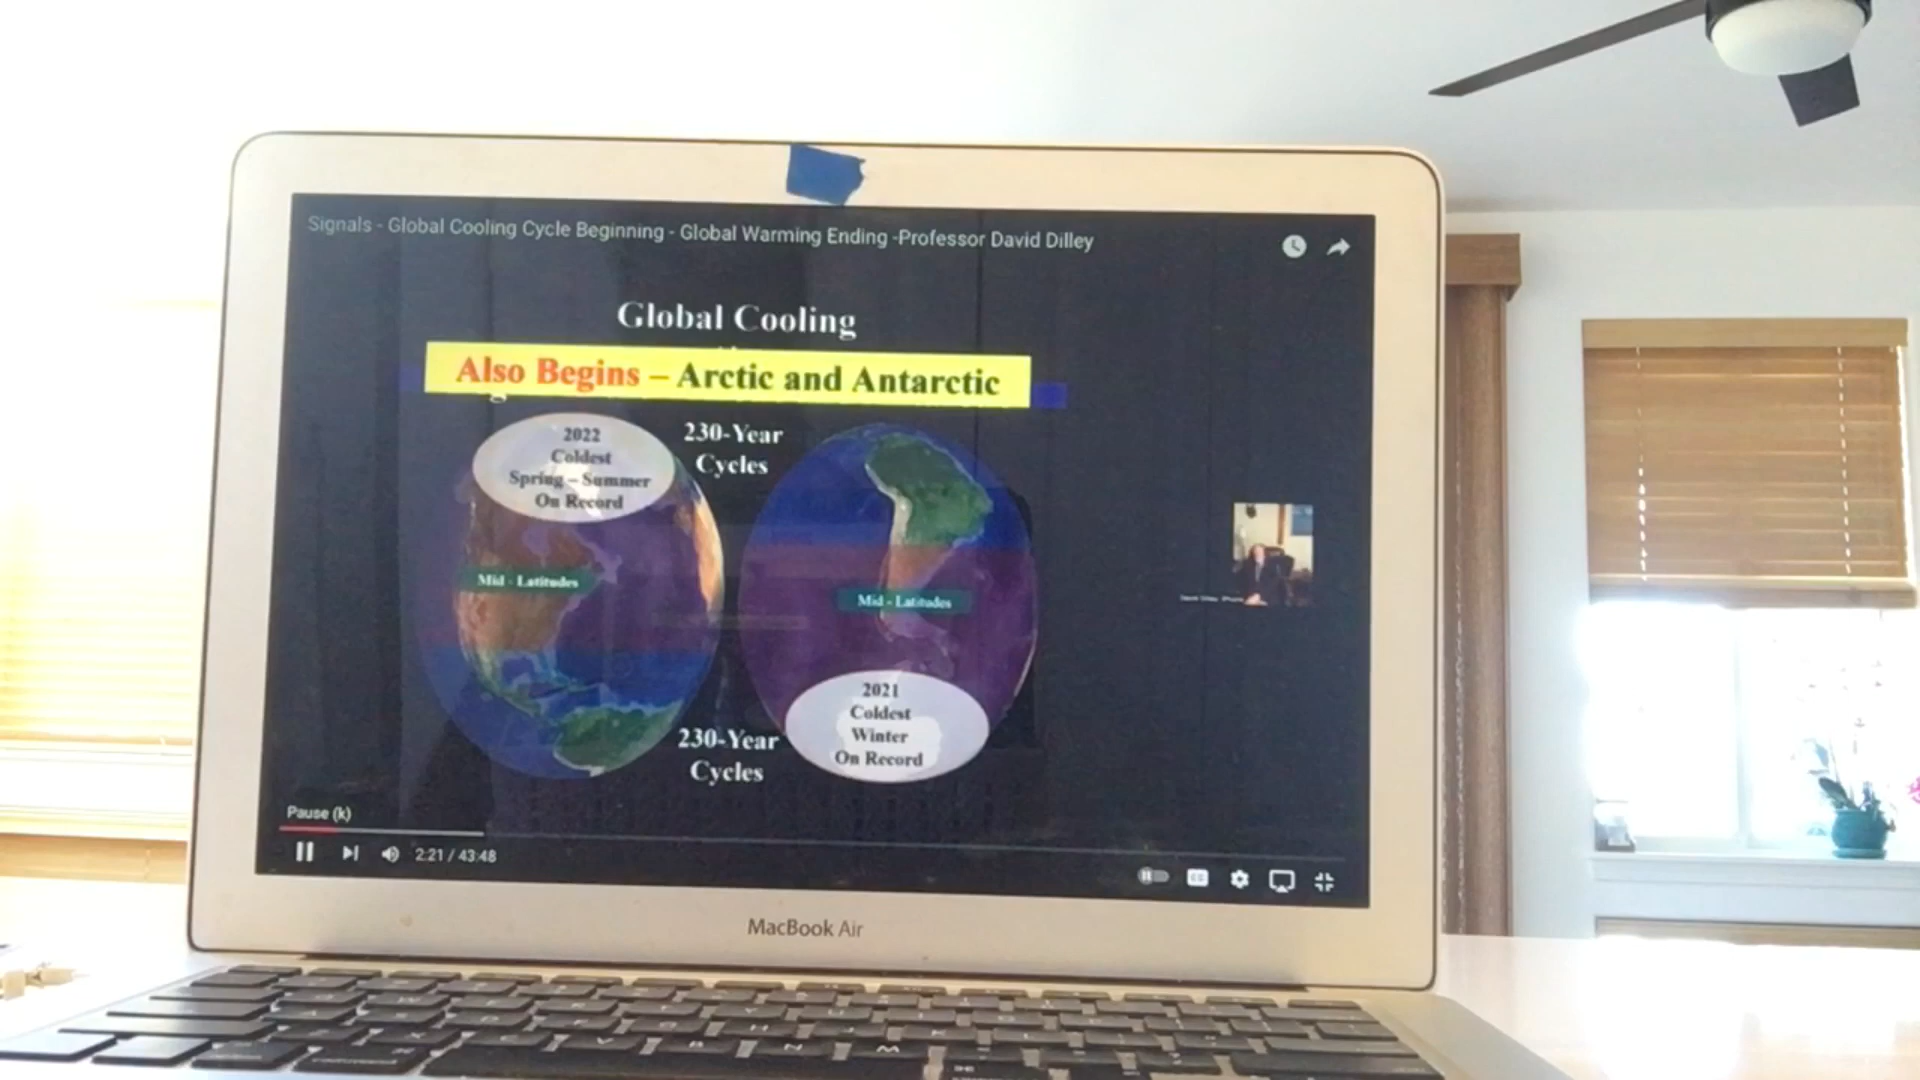 Signals - Global Cooling Cycle Beginning - Global Warming Ending -Professor David Dilley
Global Cooling
Also Begins – Arctic and Antarctic
2022
Coldest
Spring – Summer
On Record
230-Year
Cycles
Mid - Latitudes
Mid - Latitudes
230-Year
Cycles
2021
Coldest
Winter
On Record
Pause (k)
2:21 / 43:48
MacBook Air